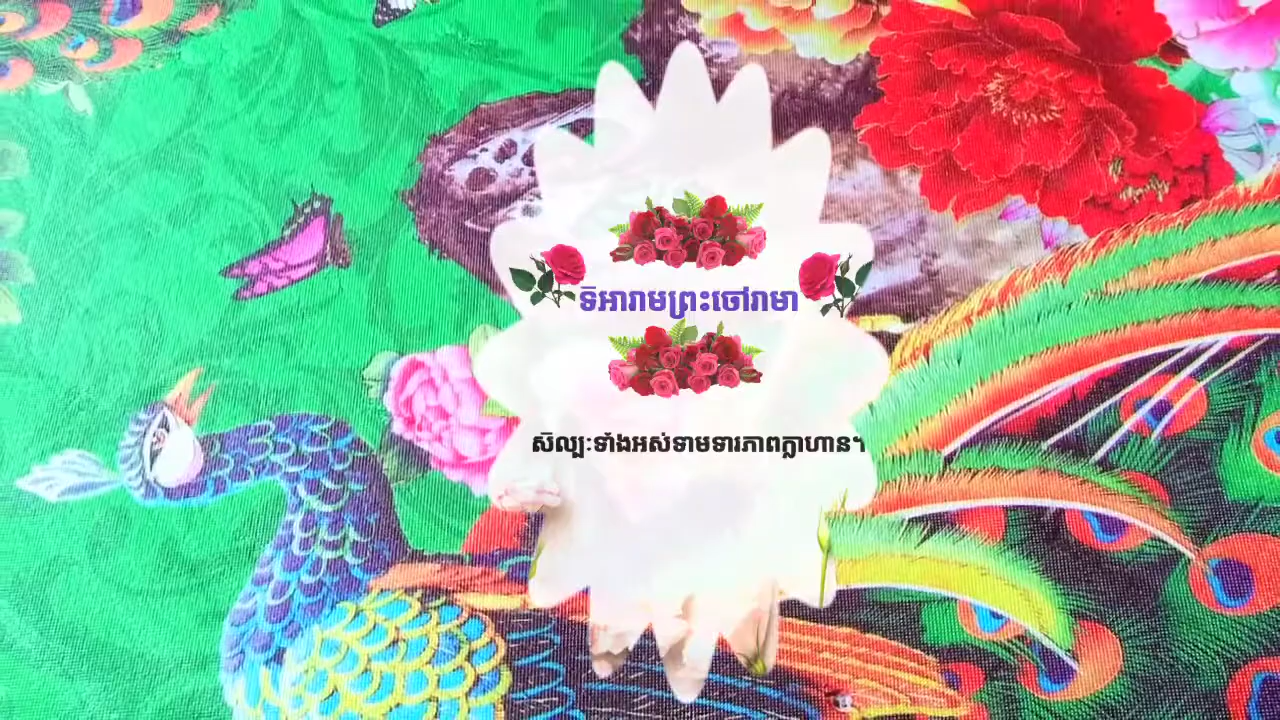 ទីអារាមព្រះចៅរាមា
សិល្បៈទាំងអស់ទាមទារភាពក្លាហាន។